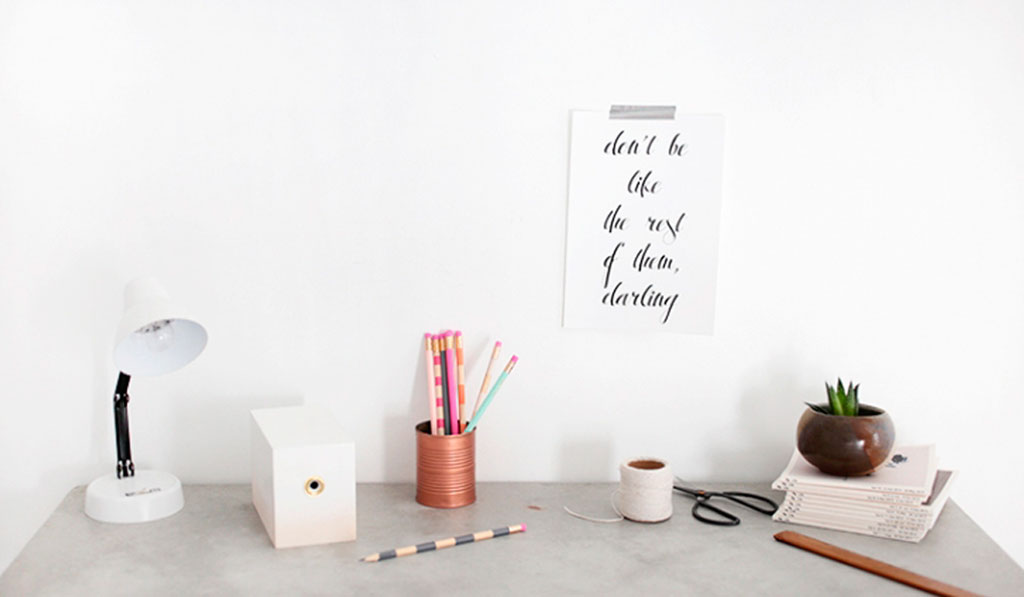 don't be
like
the rest
of them,
darling